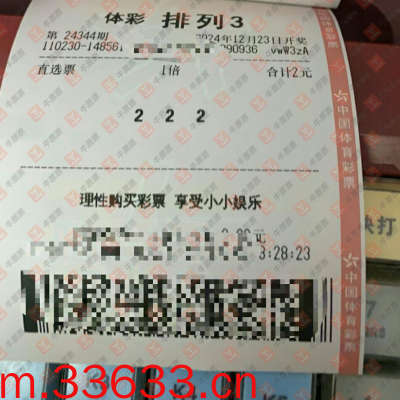 体彩 排列3
第 24344期 2024年12月23日开奖
110230-14856 090936 vwW3zA
直选票 1倍 合计2元
2 2 2
理性购买彩票 享受小小娱乐
元
3:28:23
中国体育彩票
中国体育彩票
快打
m.33633.cn